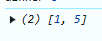 ▸ (2) [1, 5]